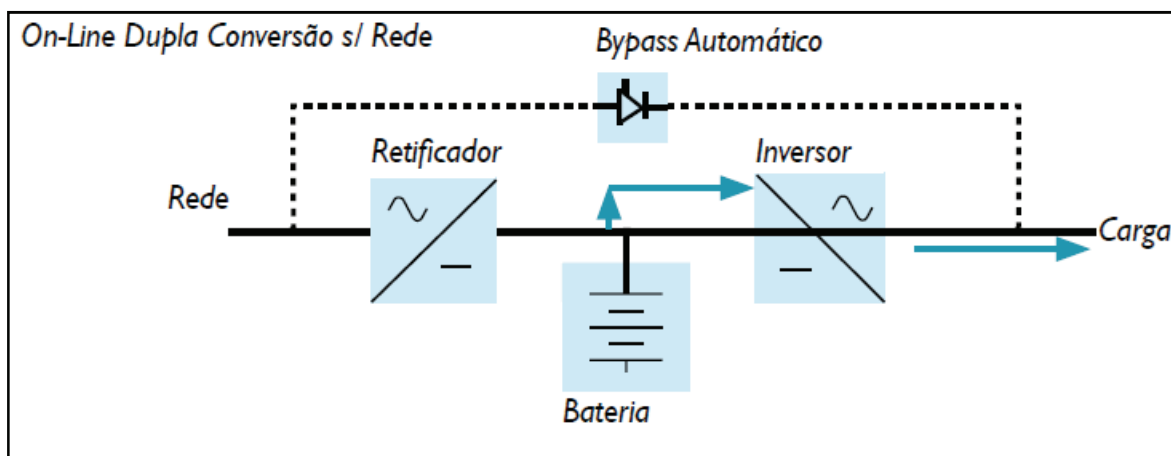 On-Line Dupla Conversão s/ Rede
Bypass Automático
Retificador
Inversor
Rede
Carga
Bateria